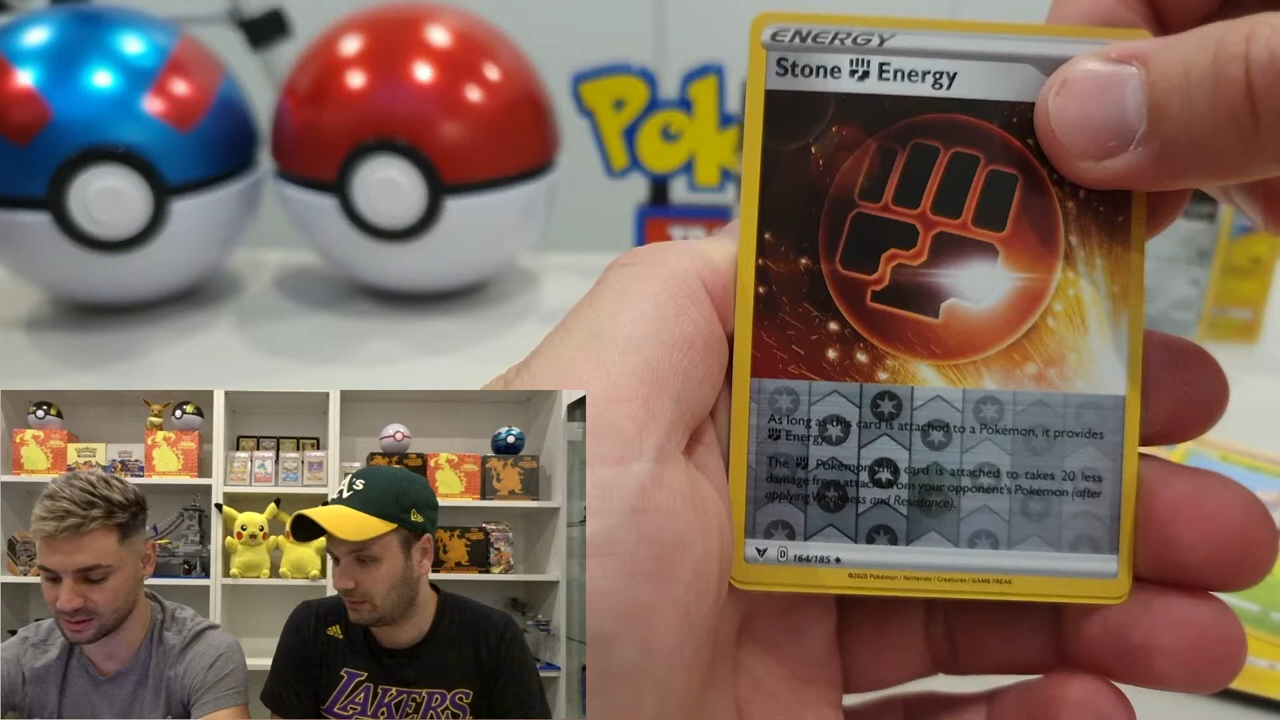 ENERGY
Stone Energy
As long as this card is attached to a Pokémon, it provides
Energy.
The Pokémon this card is attached to takes 20 less
damage from attacks from your opponent's Pokémon (after
applying Weakness and Resistance).
D 164/185
©2020 Pokémon / Nintendo / Creatures / GAME FREAK
Pok
A's
LAKERS